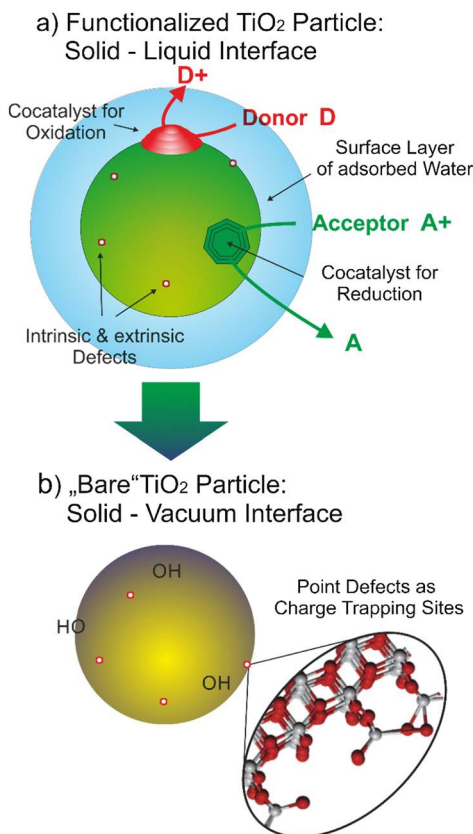 a) Functionalized TiO₂ Particle:
Solid - Liquid Interface
D+
Cocatalyst for
Oxidation
Donor D
Surface Layer
of adsorbed Water
Acceptor A+
Cocatalyst for
Reduction
Intrinsic & extrinsic
Defects
A
b) „Bare“TiO₂ Particle:
Solid - Vacuum Interface
OH
HO
OH
Point Defects as
Charge Trapping Sites